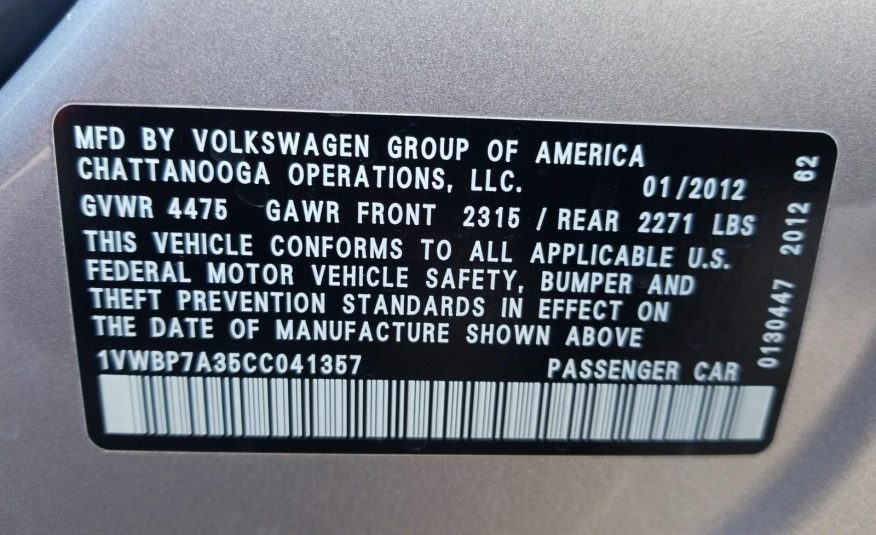 MFD BY VOLKSWAGEN GROUP OF AMERICA
CHATTANOOGA OPERATIONS, LLC. 01/2012
GVWR 4475 GAWR FRONT 2315 / REAR 2271 LBS
THIS VEHICLE CONFORMS TO ALL APPLICABLE U.S.
FEDERAL MOTOR VEHICLE SAFETY, BUMPER AND
THEFT PREVENTION STANDARDS IN EFFECT ON
THE DATE OF MANUFACTURE SHOWN ABOVE
1VWBP7A35CC041357 PASSENGER CAR
0130447 2012 62